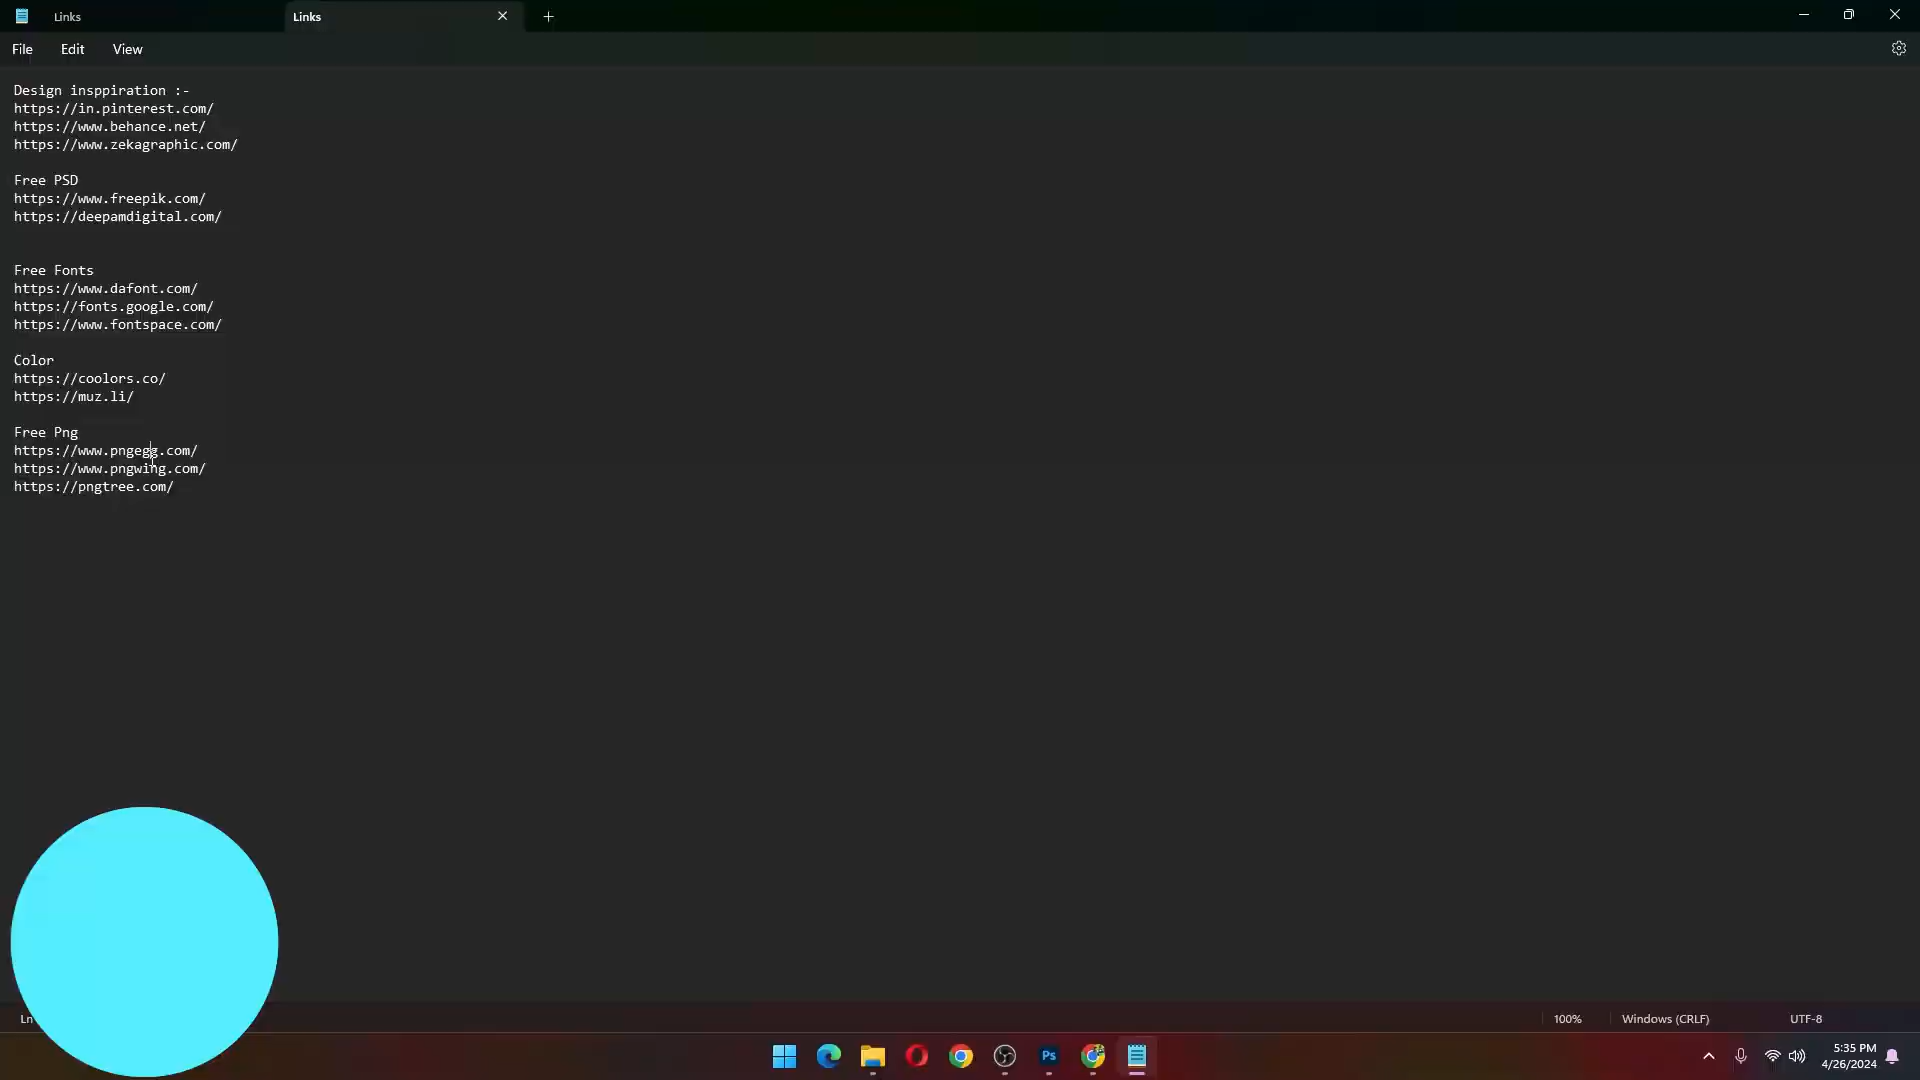 Links
Links
File Edit View
Design insppiration :-
https://in.pinterest.com/
https://www.behance.net/
https://www.zekagraphic.com/
Free PSD
https://www.freepik.com/
https://deepamdigital.com/
Free Fonts
https://www.dafont.com/
https://fonts.google.com/
https://www.fontspace.com/
Color
https://coolors.co/
https://muz.li/
Free Png
https://www.pngegg.com/
https://www.pngwing.com/
https://pngtree.com/
Ln 100% Windows (CRLF) UTF-8
Ps
5:35 PM
4/26/2024